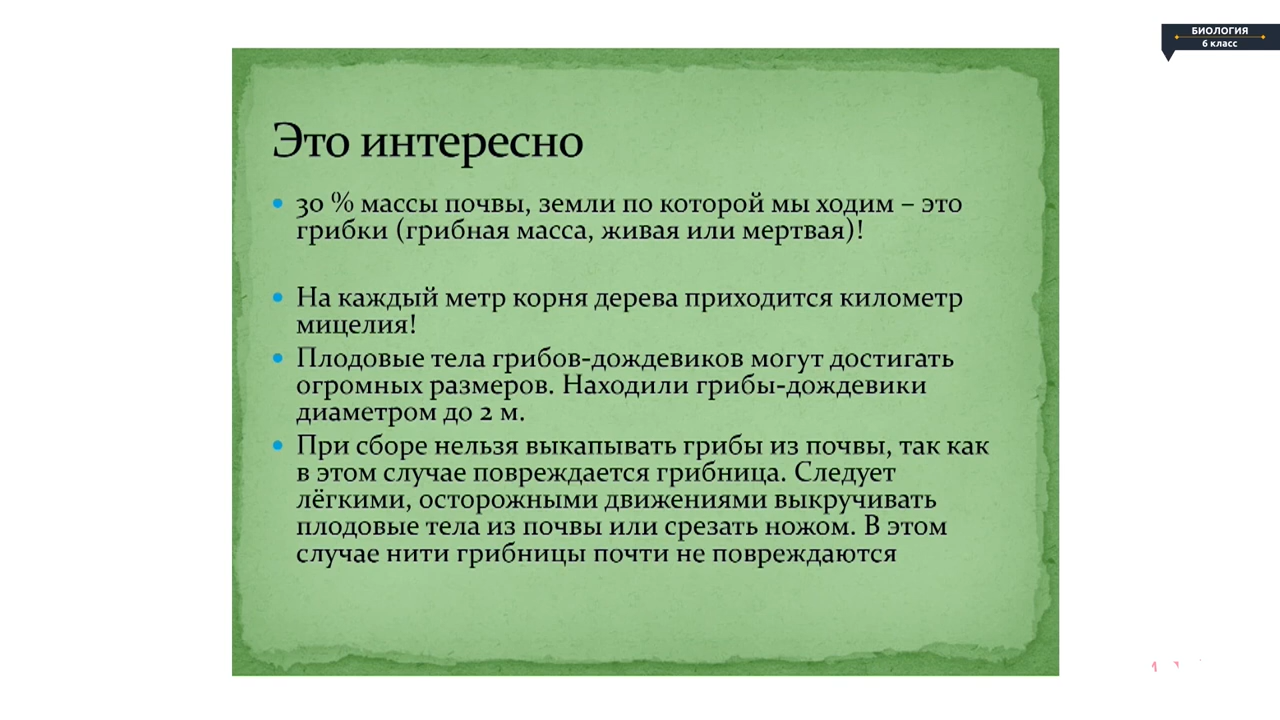 БИОЛОГИЯ
6 класс
Это интересно
• 30 % массы почвы, земли по которой мы ходим – это
грибки (грибная масса, живая или мертвая)!
• На каждый метр корня дерева приходится километр
мицелия!
• Плодовые тела грибов-дождевиков могут достигать
огромных размеров. Находили грибы-дождевики
диаметром до 2 м.
• При сборе нельзя выкапывать грибы из почвы, так как
в этом случае повреждается грибница. Следует
лёгкими, осторожными движениями выкручивать
плодовые тела из почвы или срезать ножом. В этом
случае нити грибницы почти не повреждаются